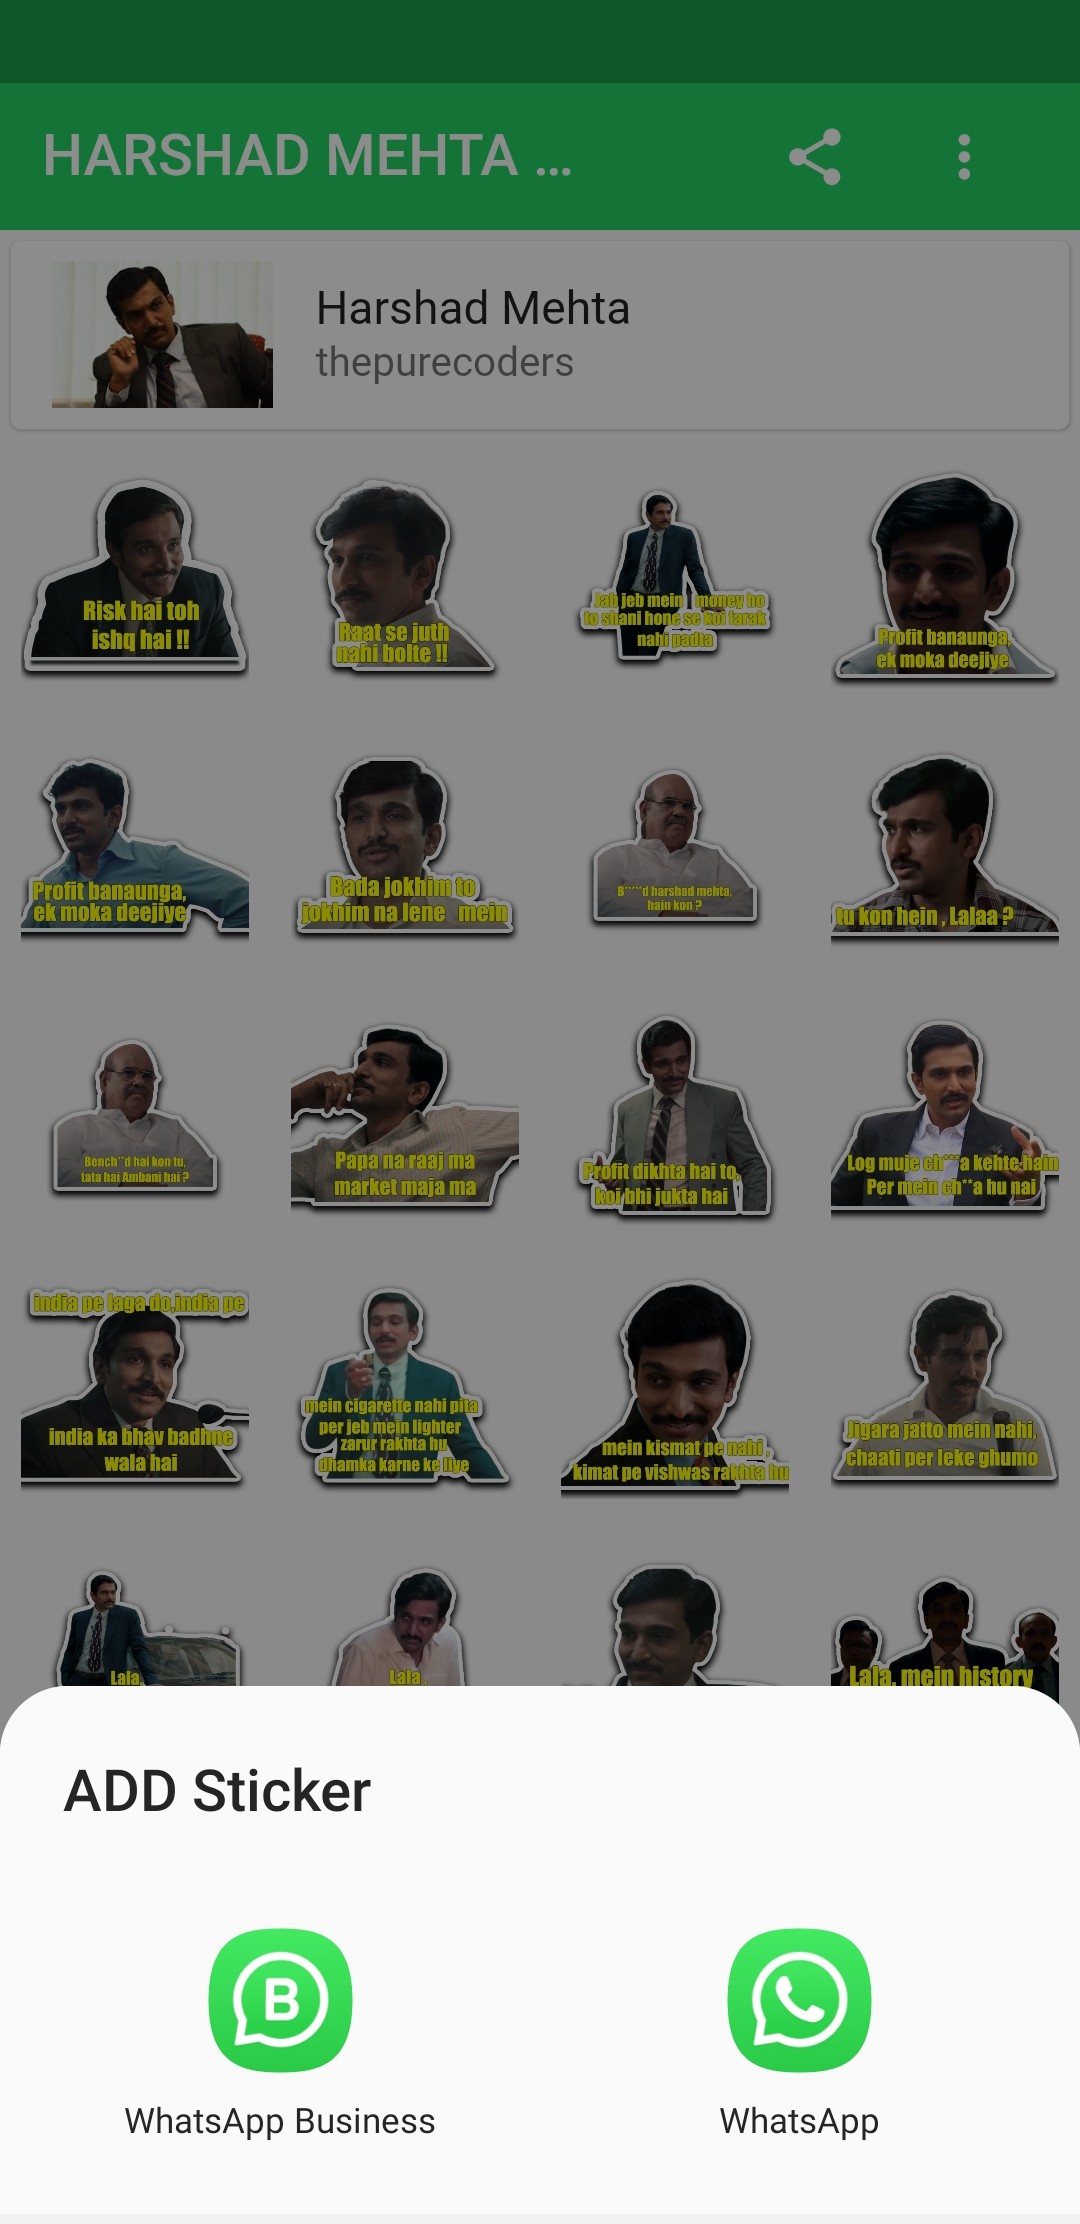 HARSHAD MEHTA ...
Harshad Mehta
thepurecoders
Risk hai toh
ishq hai !!
Raat se juth
nahi bolte !!
Jab jeb mein money ho
to shani hone se koi farak
nahi padta
Profit banaunga,
ek moka deejiye
Profit banaunga,
ek moka deejiye
Bada jokhim to
jokhim na lene mein
B*****d harshad mehta,
hain kon ?
tu kon hein , Lalaa ?
Bench**d hai kon tu,
tata hai Ambani hai ?
Papa na raaj ma
market maja ma
Profit dikhta hai to,
koi bhi jukta hai
Log muje ch***a kehte hain
Per mein ch**a hu nai
india pe laga do,india pe
india ka bhav badhne
wala hai
mein cigarette nahi pita
per jeb mein lighter
zarur rakhta hu
dhamka karne ke liye
mein kismat pe nahi ,
kimat pe vishwas rakhta hu
Jigara jatto mein nahi,
chaati per leke ghumo
Lala,
Lala ,
Lala, mein history
ADD Sticker
B
WhatsApp Business
WhatsApp